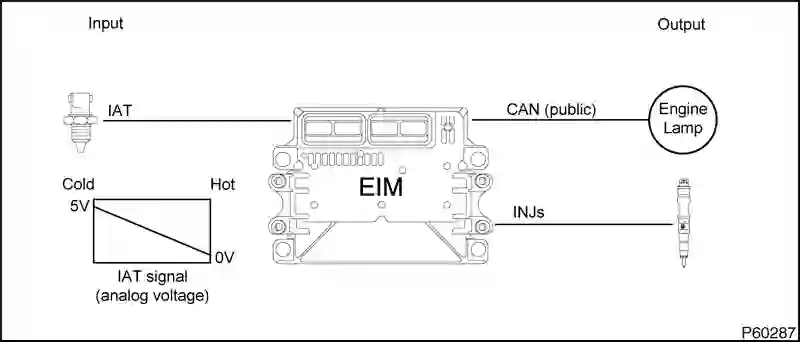 Input
Output
IAT
CAN (public)
Engine
Lamp
EIM
Cold
Hot
5V
0V
INJs
IAT signal
(analog voltage)
P60287